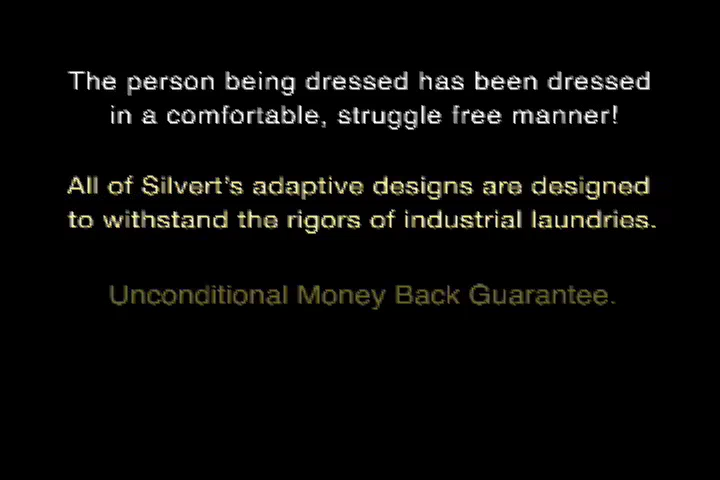 The person being dressed has been dressed
in a comfortable, struggle free manner!
All of Silvert's adaptive designs are designed
to withstand the rigors of industrial laundries.
Unconditional Money Back Guarantee.